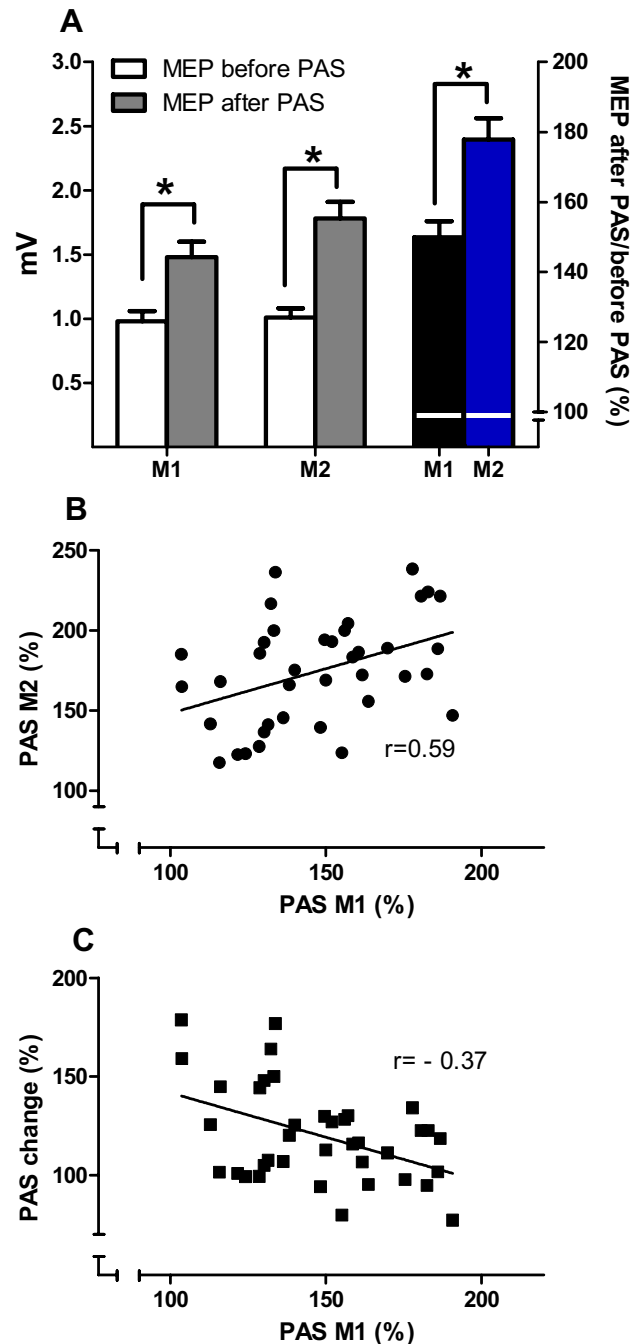 A
3.0
2.5
2.0
1.5
1.0
0.5
mV
MEP before PAS
MEP after PAS
*
*
*
200
180
160
140
120
100
MEP after PAS/before PAS (%)
M1
M2
M1
M2
B
250
200
150
100
PAS M2 (%)
r=0.59
100
150
200
PAS M1 (%)
C
200
150
100
PAS change (%)
r= - 0.37
100
150
200
PAS M1 (%)